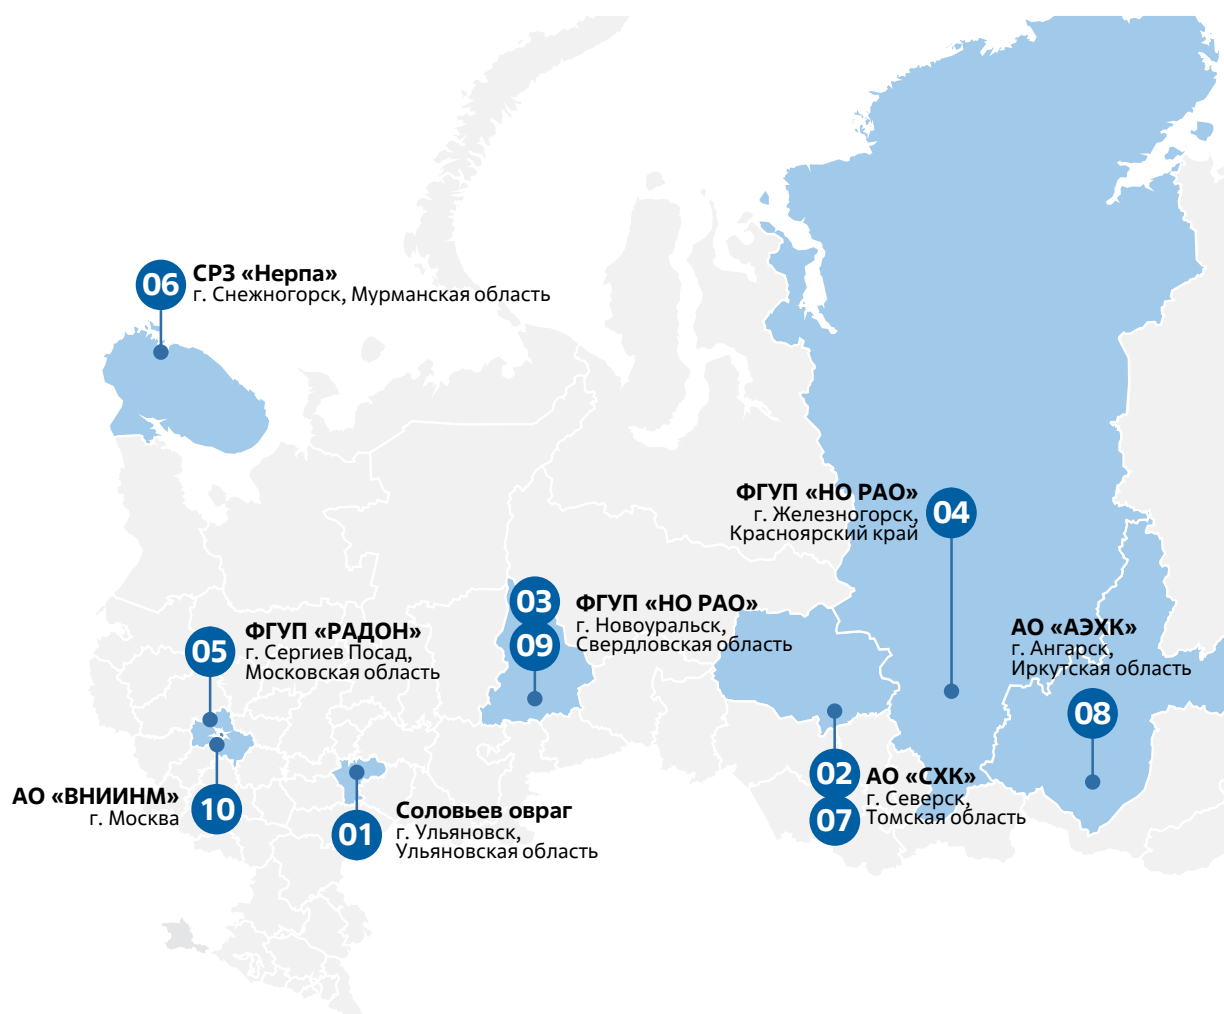 06
СРЗ «Нерпа»
г. Снежногорск, Мурманская область
ФГУП «НО РАО»
г. Железногорск,
Красноярский край
04
03
09
ФГУП «НО РАО»
г. Новоуральск,
Свердловская область
05
ФГУП «РАДОН»
г. Сергиев Посад,
Московская область
АО «АЭХК»
г. Ангарск,
Иркутская область
08
АО «ВНИИНМ»
г. Москва
10
01
Соловьев овраг
г. Ульяновск,
Ульяновская область
02
07
АО «СХК»
г. Северск,
Томская область